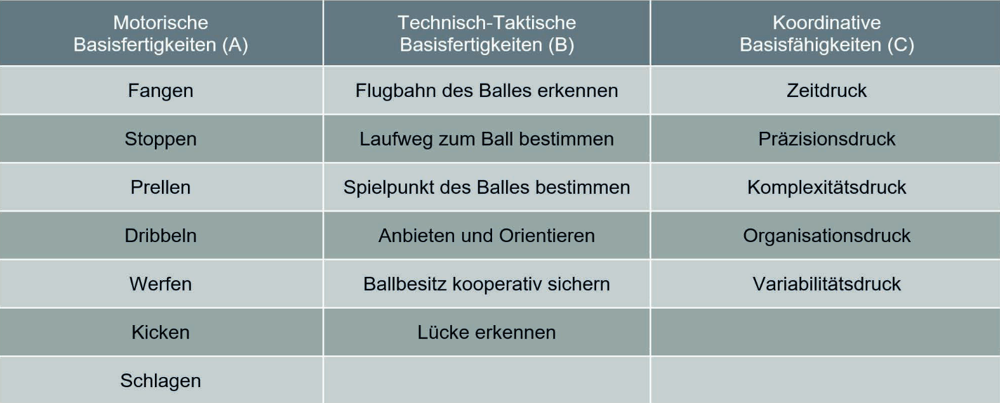 Motorische
Basisfertigkeiten (A)
Technisch-Taktische
Basisfertigkeiten (B)
Koordinative
Basisfähigkeiten (C)
Fangen
Flugbahn des Balles erkennen
Zeitdruck
Stoppen
Laufweg zum Ball bestimmen
Präzisionsdruck
Prellen
Spielpunkt des Balles bestimmen
Komplexitätsdruck
Dribbeln
Anbieten und Orientieren
Organisationsdruck
Werfen
Ballbesitz kooperativ sichern
Variabilitätsdruck
Kicken
Lücke erkennen
Schlagen